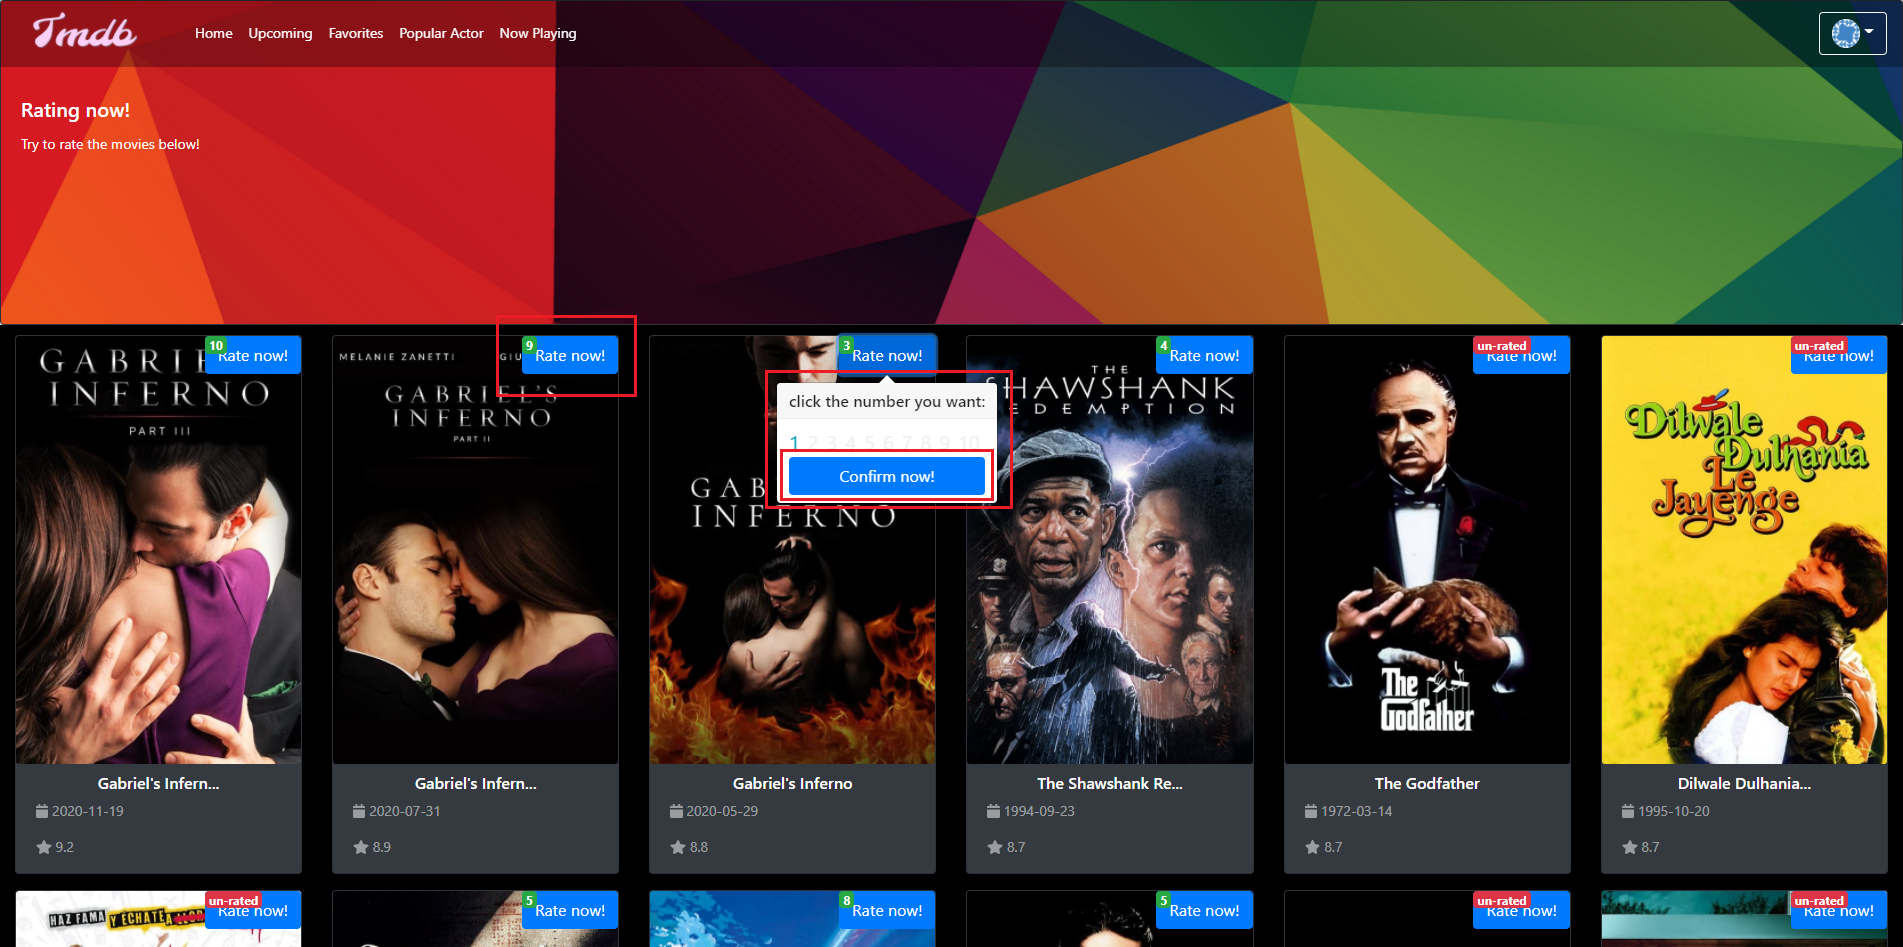 Tmdb
Home Upcoming Favorites Popular Actor Now Playing
Rating now!
Try to rate the movies below!
10 Rate now!
GABRIEL
INFERNO
PART III
Gabriel's Infern...
2020-11-19
9.2
9 Rate now!
MELANIE ZANETTI GIU
GABRIEL'S
INFERNO
PART II
Gabriel's Infern...
2020-07-31
8.9
3 Rate now!
click the number you want:
1 2 3 4 5 6 7 8 9 10
Confirm now!
GAB
INFERNO
Gabriel's Inferno
2020-05-29
8.8
4 Rate now!
THE
SHAWSHANK
EDEMPTION
The Shawshank Re...
1994-09-23
8.7
un-rated Rate now!
The
Godfather
The Godfather
1972-03-14
8.7
un-rated Rate now!
Dilwale
Dulhania
Le
Jayenge
Dilwale Dulhania...
1995-10-20
8.7
un-rated Rate now!
HAZ FAMA Y ÉCHATE A
5 Rate now!
8 Rate now!
5 Rate now!
un-rated Rate now!
un-rated Rate now!